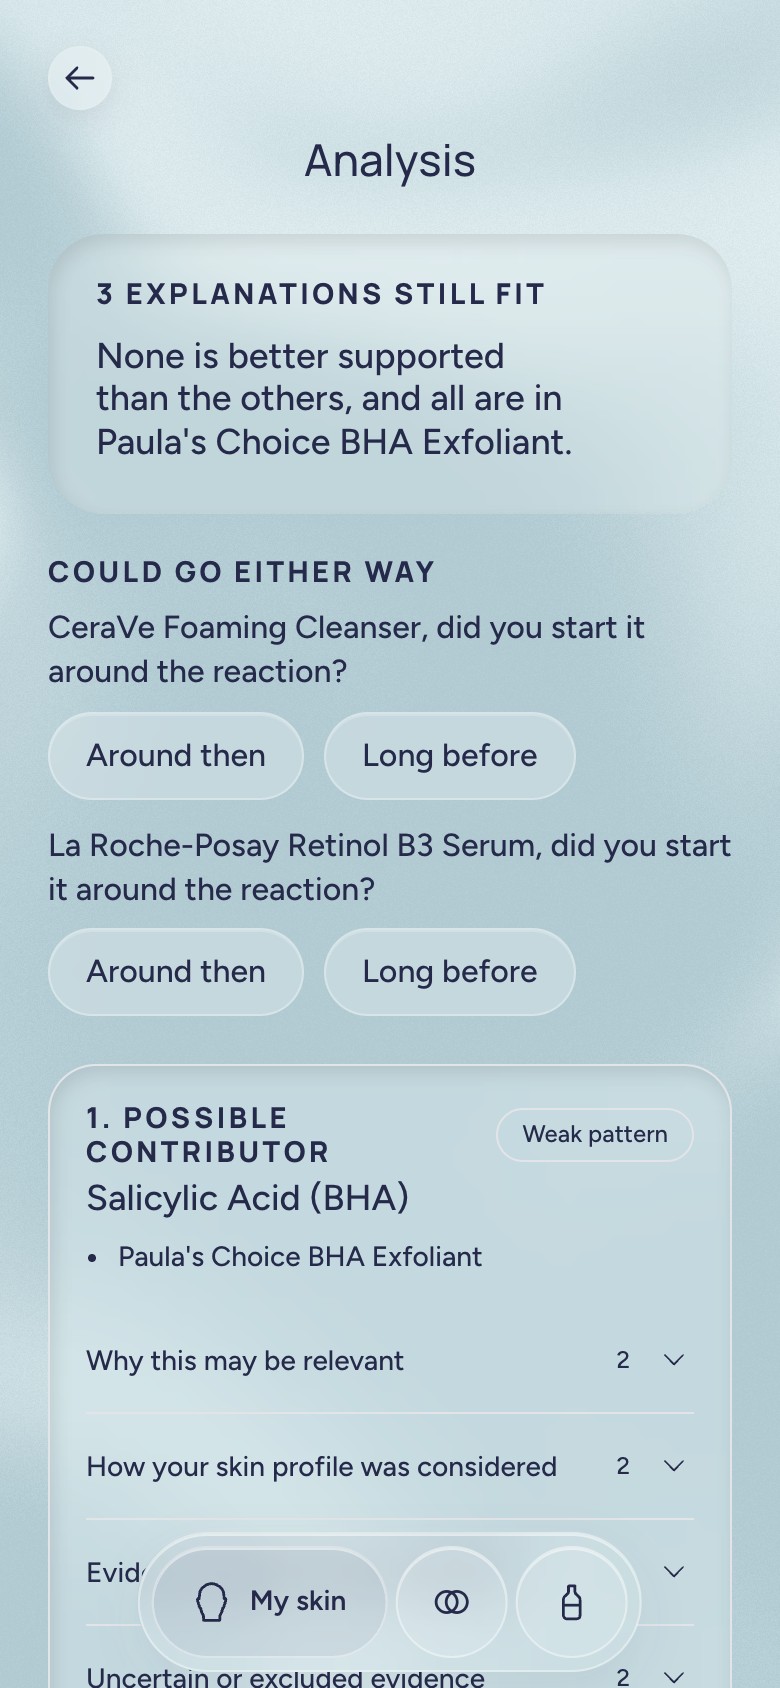 Analysis
3 EXPLANATIONS STILL FIT
None is better supported
than the others, and all are in
Paula's Choice BHA Exfoliant.
COULD GO EITHER WAY
CeraVe Foaming Cleanser, did you start it
around the reaction?
Around then
Long before
La Roche-Posay Retinol B3 Serum, did you start
it around the reaction?
Around then
Long before
1. POSSIBLE
CONTRIBUTOR
Weak pattern
Salicylic Acid (BHA)
• Paula's Choice BHA Exfoliant
Why this may be relevant 2
How your skin profile was considered 2
My skin
Uncertain or excluded evidence 2